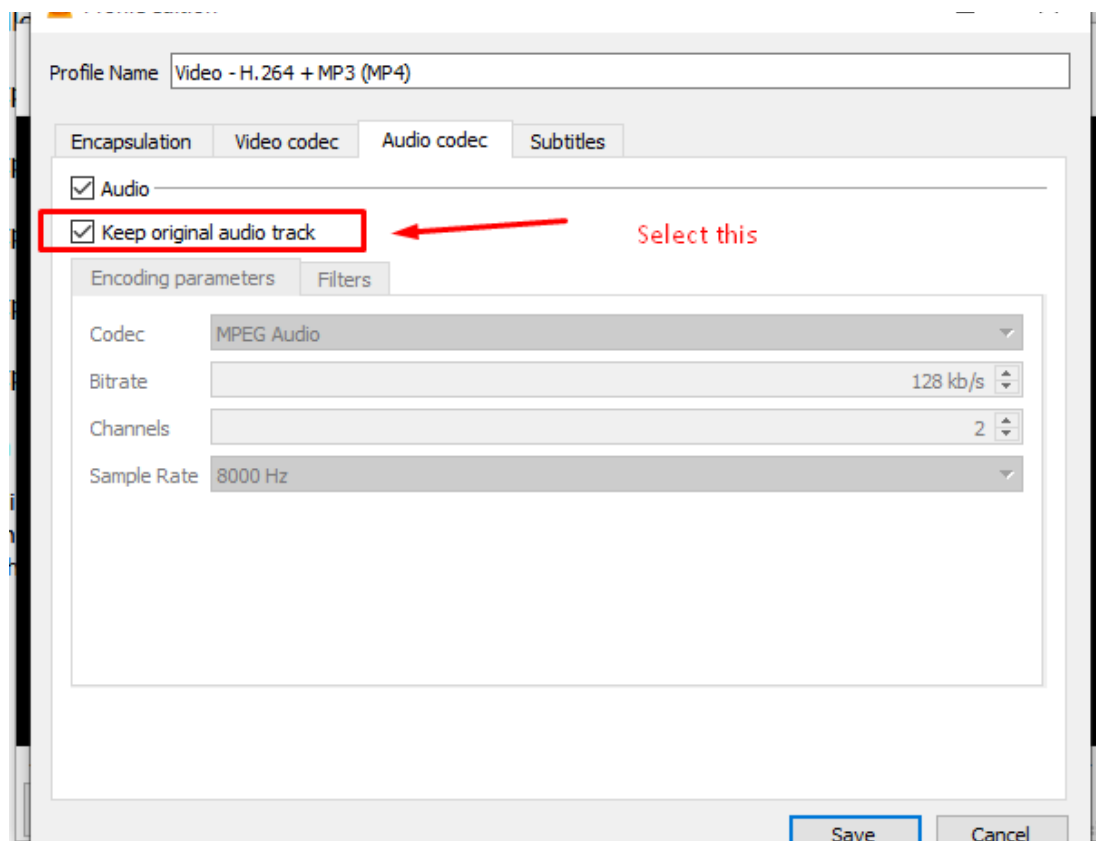 Profile Name Video - H.264 + MP3 (MP4)
Encapsulation Video codec Audio codec Subtitles
Audio
Keep original audio track Select this
Encoding parameters Filters
Codec MPEG Audio
Bitrate 128 kb/s
Channels 2
Sample Rate 8000 Hz
Save Cancel